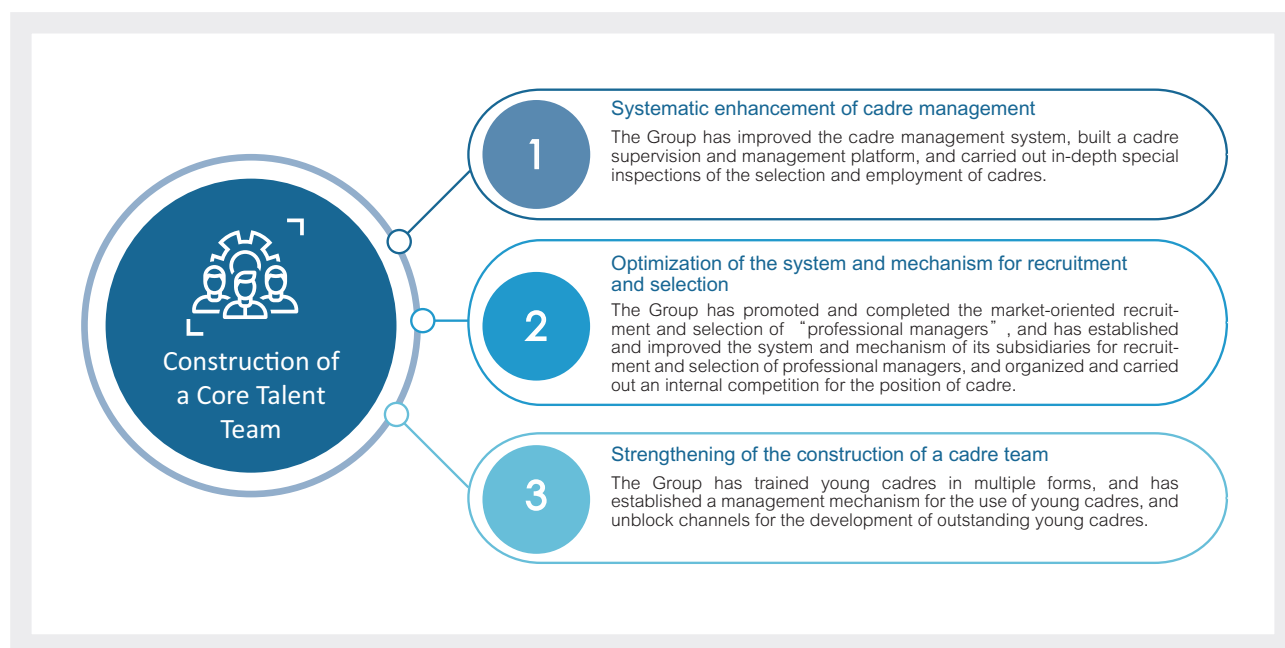 Construction of
a Core Talent
Team
1
Systematic enhancement of cadre management
The Group has improved the cadre management system, built a cadre
supervision and management platform, and carried out in-depth special
inspections of the selection and employment of cadres.
2
Optimization of the system and mechanism for recruitment
and selection
The Group has promoted and completed the market-oriented recruit-
ment and selection of “professional managers”, and has established
and improved the system and mechanism of its subsidiaries for recruit-
ment and selection of professional managers, and organized and carried
out an internal competition for the position of cadre.
3
Strengthening of the construction of a cadre team
The Group has trained young cadres in multiple forms, and has
established a management mechanism for the use of young cadres, and
unblock channels for the development of outstanding young cadres.